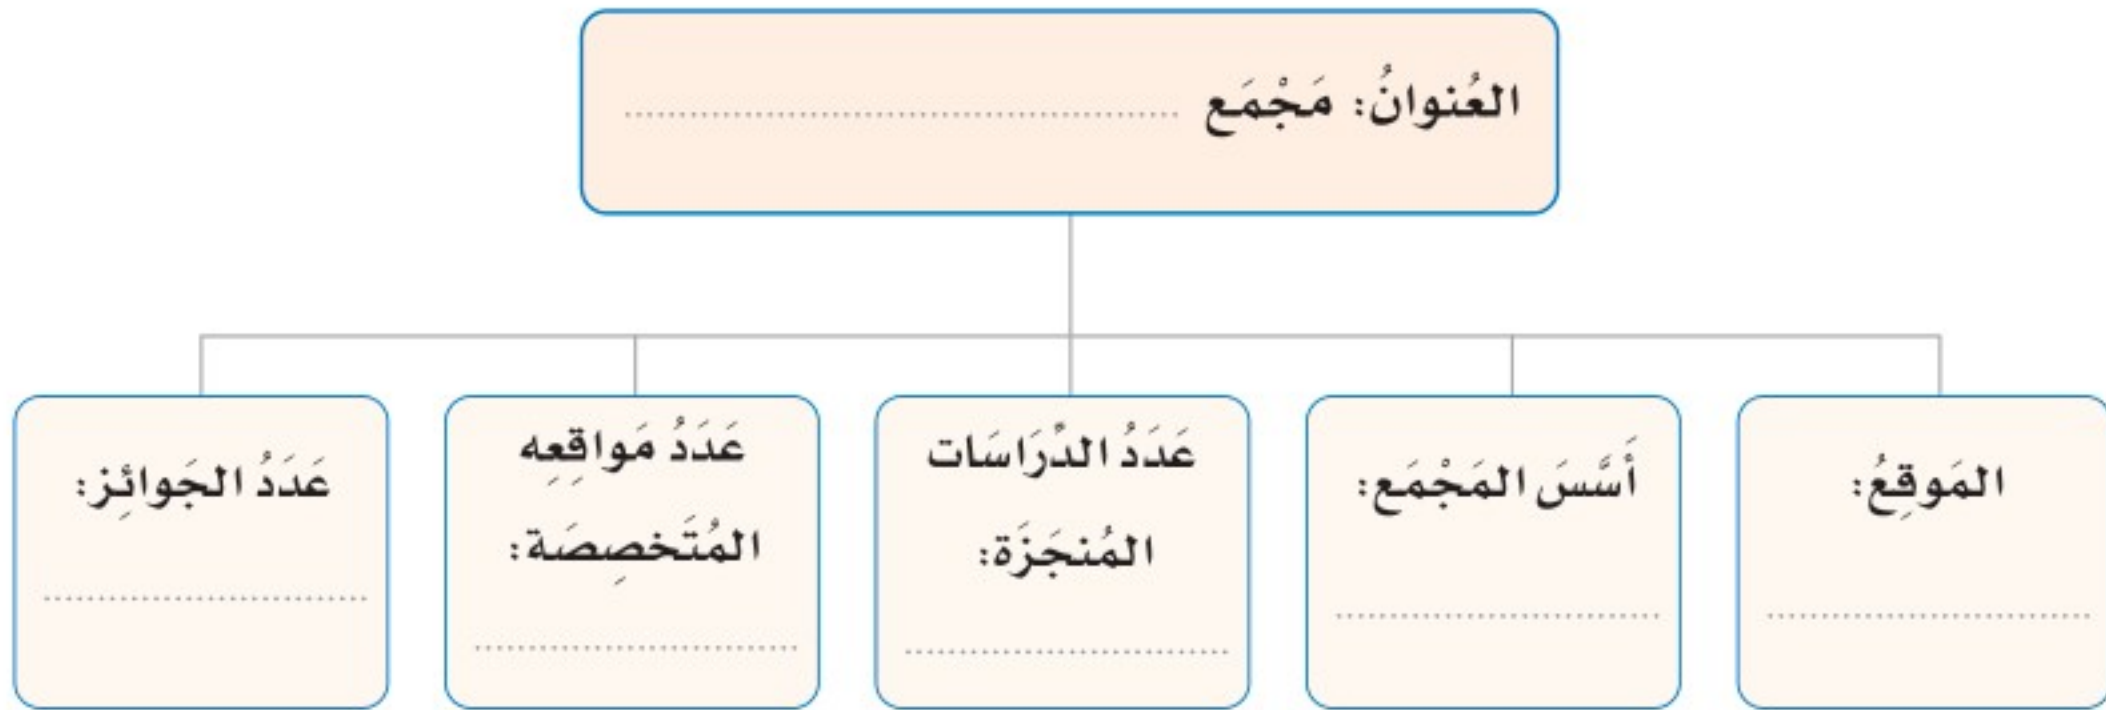 العُنوانُ: مَجْمَع ........................................
المَوقِعُ:
........................
أَسَّسَ المَجْمَع:
........................
عَدَدُ الدِّرَاسَات
المُنجَزَة:
........................
عَدَدُ مَواقِعِه
المُتَخصِصَة:
........................
عَدَدُ الجَوائِز:
........................